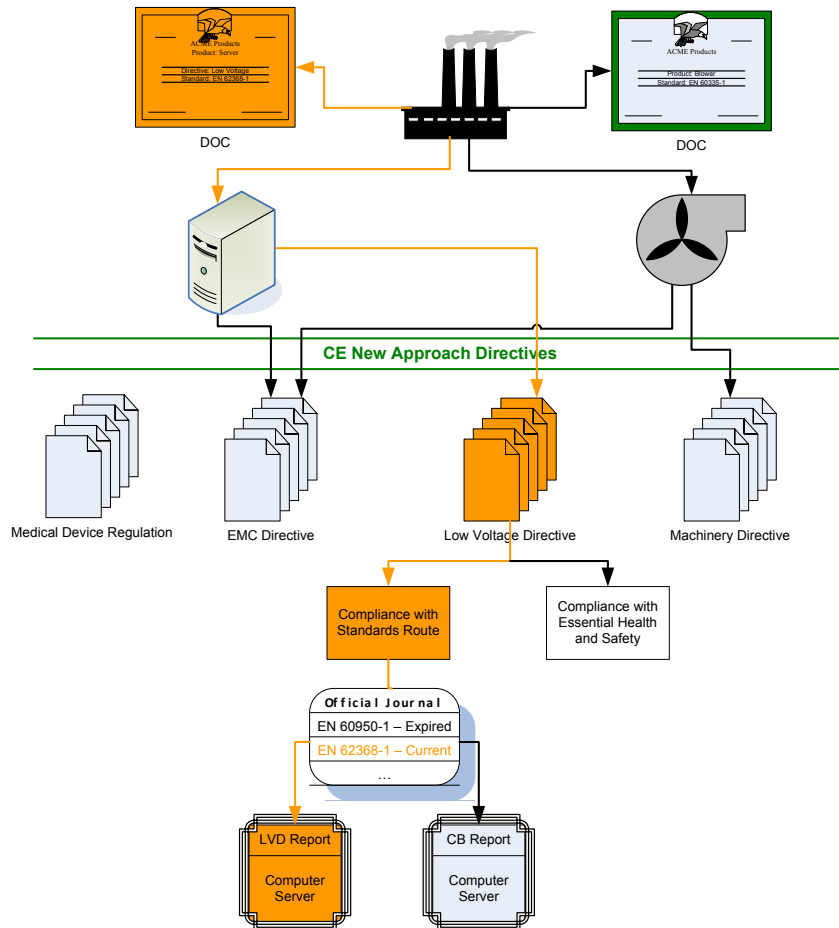 ACME Products
Product: Server
Directive: Low Voltage
Standard: EN 62368-1
DOC
ACME Products
Product: Blower
Standard: EN 60335-1
DOC
CE New Approach Directives
Medical Device Regulation
EMC Directive
Low Voltage Directive
Machinery Directive
Compliance with
Standards Route
Compliance with
Essential Health
and Safety
Official Journal
EN 60950-1 – Expired
EN 62368-1 – Current
…
LVD Report
Computer
Server
CB Report
Computer
Server